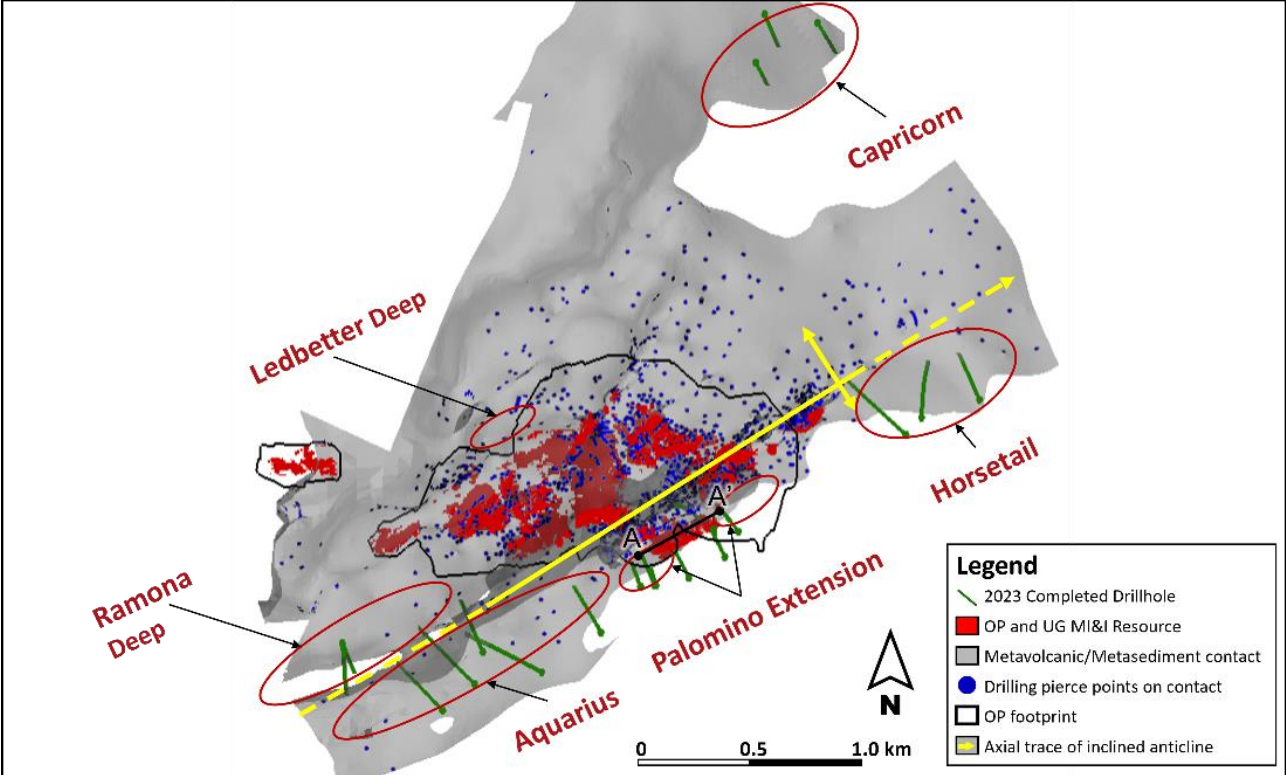 Capricorn
Ledbetter Deep
Horsetail
A'
A
Ramona
Deep
Palomino Extension
Aquarius
N
0 0.5 1.0 km
Legend
2023 Completed Drillhole
OP and UG MI&I Resource
Metavolcanic/Metasediment contact
Drilling pierce points on contact
OP footprint
Axial trace of inclined anticline